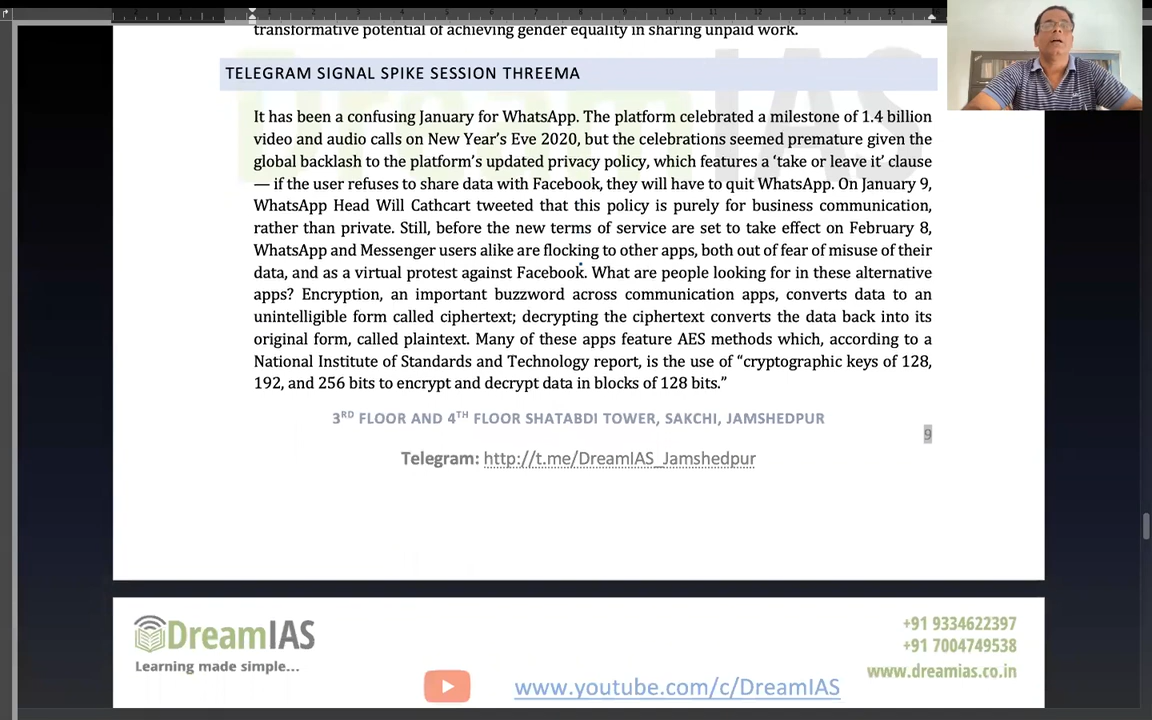 transformative potential of achieving gender equality in sharing unpaid work.
TELEGRAM SIGNAL SPIKE SESSION THREEMA
It has been a confusing January for WhatsApp. The platform celebrated a milestone of 1.4 billion
video and audio calls on New Year's Eve 2020, but the celebrations seemed premature given the
global backlash to the platform's updated privacy policy, which features a 'take or leave it' clause
— if the user refuses to share data with Facebook, they will have to quit WhatsApp. On January 9,
WhatsApp Head Will Cathcart tweeted that this policy is purely for business communication,
rather than private. Still, before the new terms of service are set to take effect on February 8,
WhatsApp and Messenger users alike are flocking to other apps, both out of fear of misuse of their
data, and as a virtual protest against Facebook. What are people looking for in these alternative
apps? Encryption, an important buzzword across communication apps, converts data to an
unintelligible form called ciphertext; decrypting the ciphertext converts the data back into its
original form, called plaintext. Many of these apps feature AES methods which, according to a
National Institute of Standards and Technology report, is the use of "cryptographic keys of 128,
192, and 256 bits to encrypt and decrypt data in blocks of 128 bits."
3RD FLOOR AND 4TH FLOOR SHATABDI TOWER, SAKCHI, JAMSHEDPUR
9
Telegram: http://t.me/DreamIAS_Jamshedpur
DreamIAS
Learning made simple...
+91 9334622397
+91 7004749538
www.dreamias.co.in
www.youtube.com/c/DreamIAS